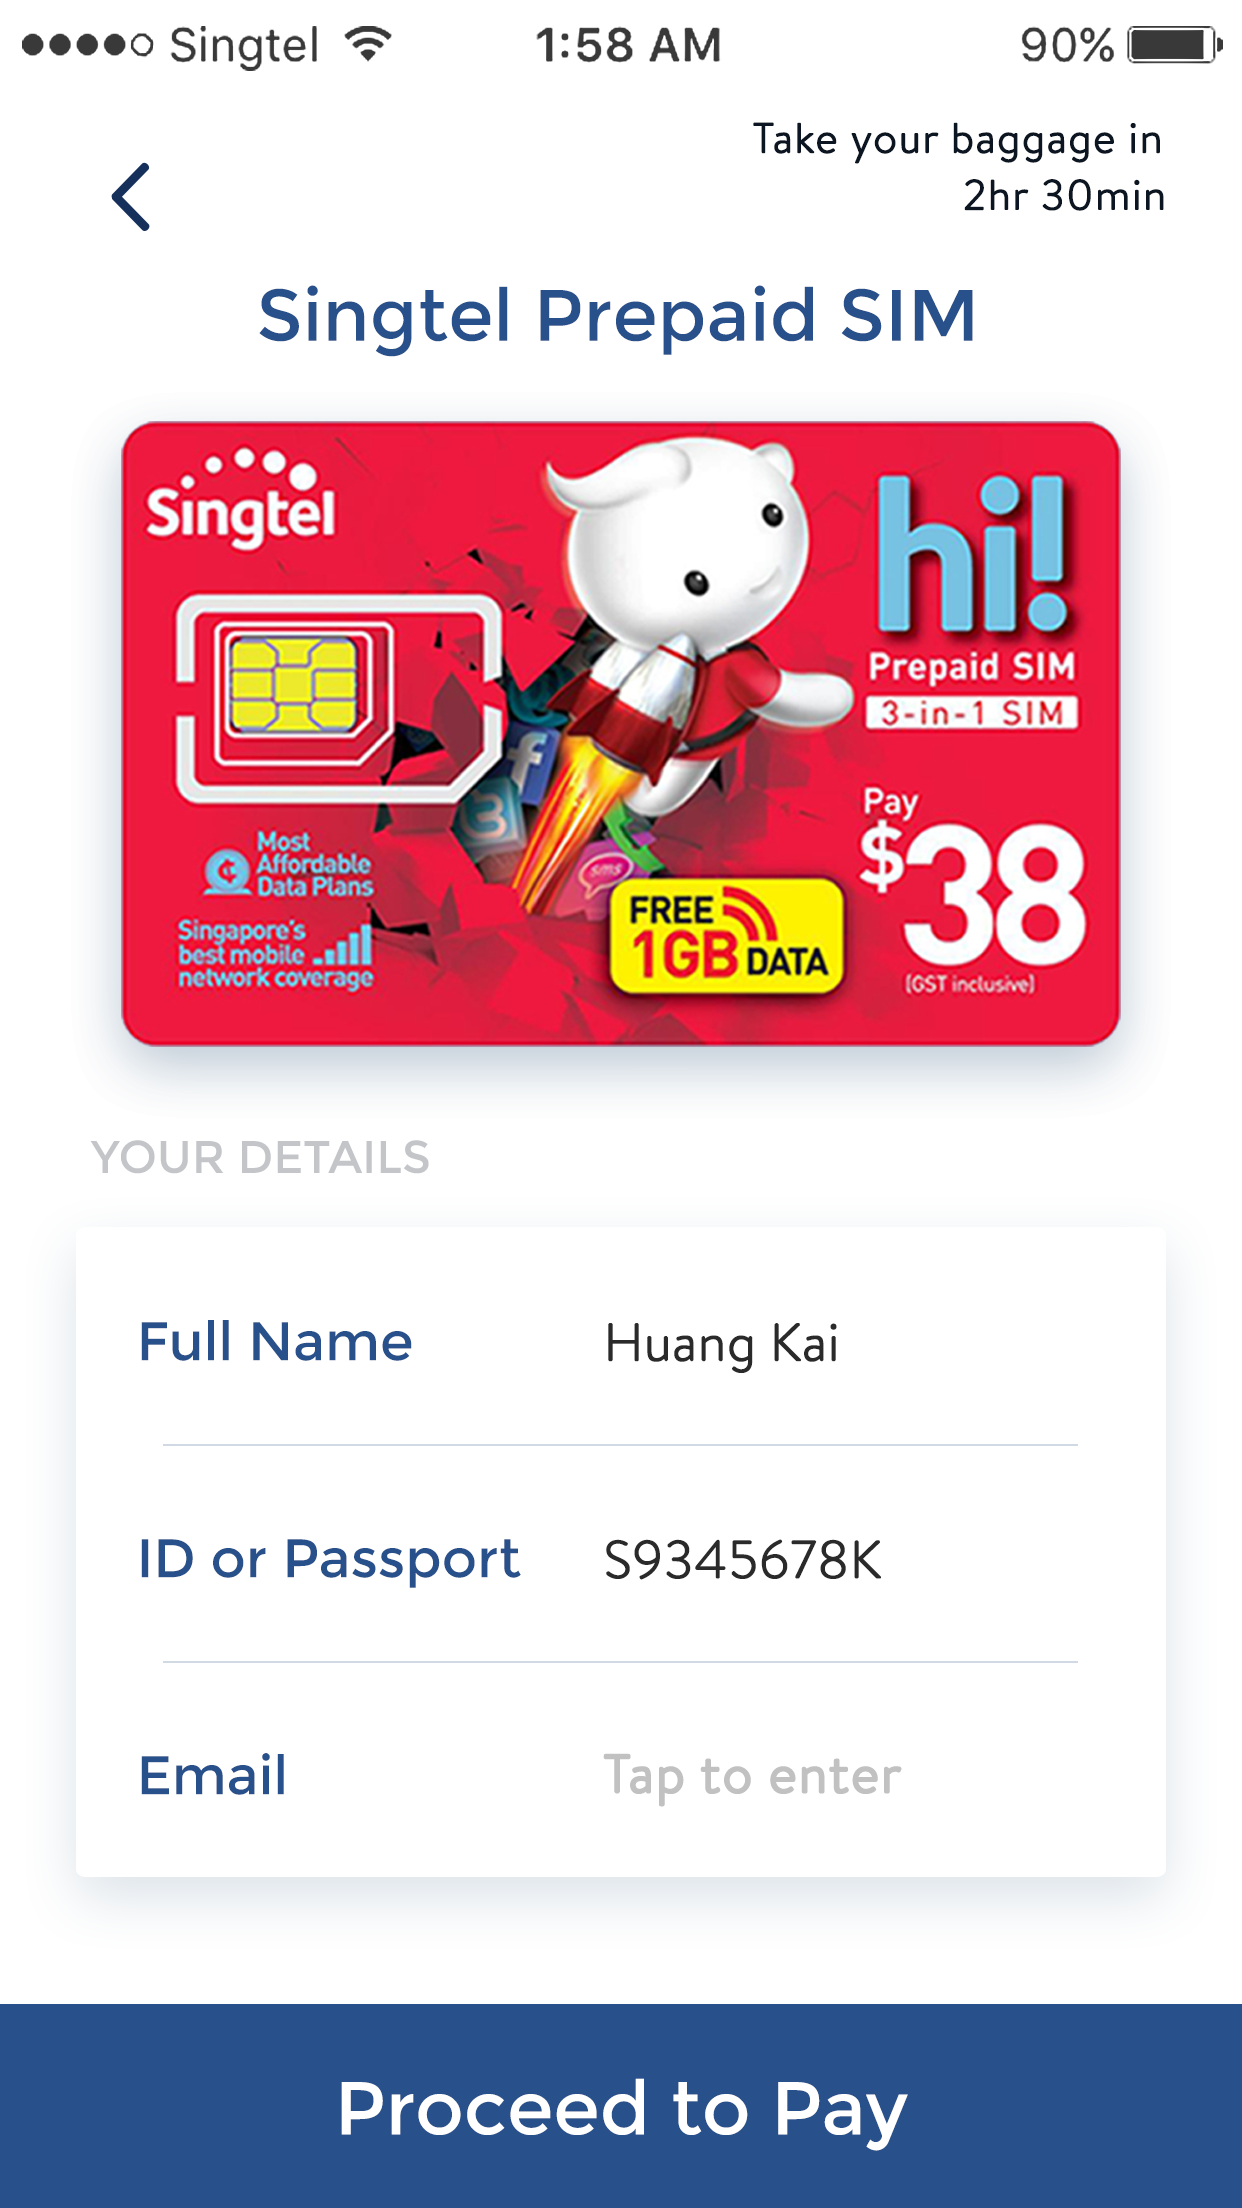 Singtel 1:58 AM 90%
Take your baggage in
2hr 30min
Singtel Prepaid SIM
Singtel
hi!
Prepaid SIM
3-in-1 SIM
Most
Affordable
Data Plans
Singapore's
best mobile
network coverage
f
sms
FREE
1GB DATA
Pay
$38
(GST inclusive)
YOUR DETAILS
Full Name Huang Kai
ID or Passport S9345678K
Email Tap to enter
Proceed to Pay